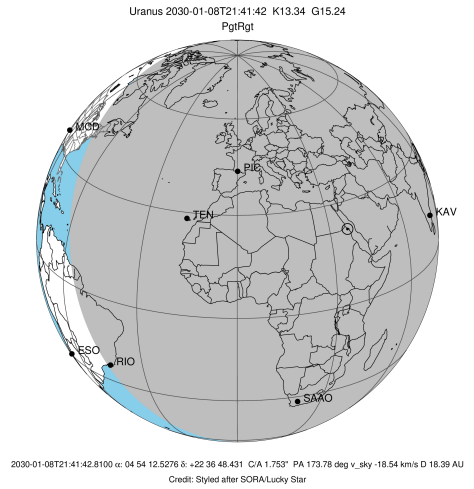 Uranus 2030-01-08T21:41:42 K13.34 G15.24
PgtRgt
MCD
PIC
TEN
KAV
ESO
RIO
SAAO
2030-01-08T21:41:42.8100 α: 04 54 12.5276 δ: +22 36 48.431 C/A 1.753" PA 173.78 deg v_sky -18.54 km/s D 18.39 AU
Credit: Styled after SORA/Lucky Star